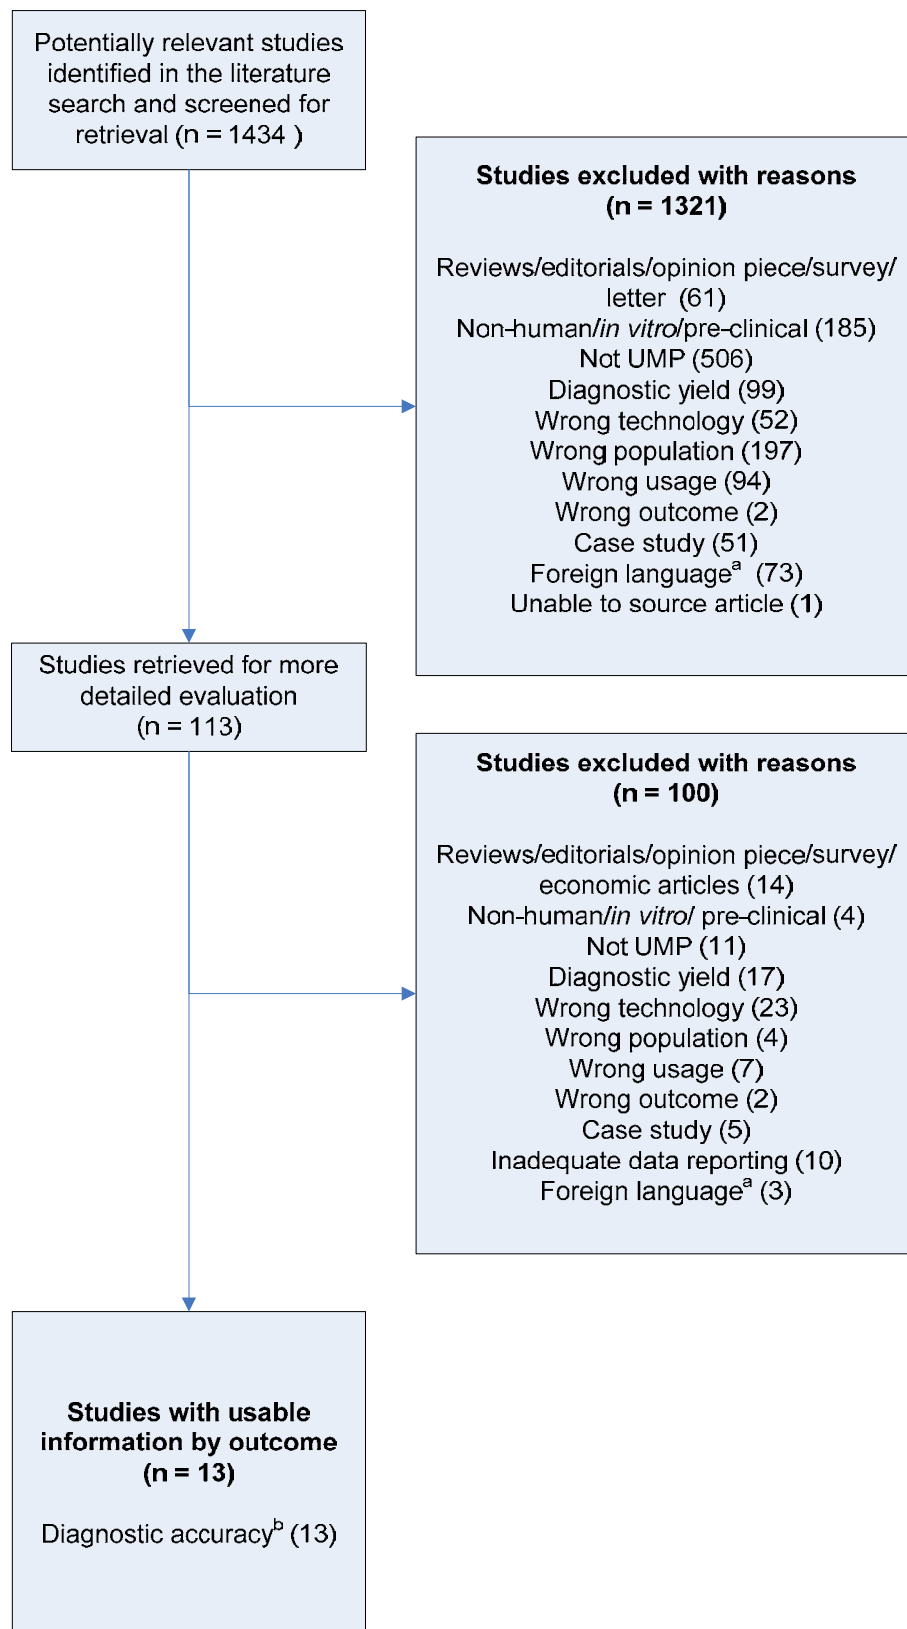 Potentially relevant studies
identified in the literature
search and screened for
retrieval (n = 1434 )
Studies excluded with reasons
(n = 1321)
Reviews/editorials/opinion piece/survey/
letter (61)
Non-human/in vitro/pre-clinical (185)
Not UMP (506)
Diagnostic yield (99)
Wrong technology (52)
Wrong population (197)
Wrong usage (94)
Wrong outcome (2)
Case study (51)
Foreign languageᵃ (73)
Unable to source article (1)
Studies retrieved for more
detailed evaluation
(n = 113)
Studies excluded with reasons
(n = 100)
Reviews/editorials/opinion piece/survey/
economic articles (14)
Non-human/in vitro/ pre-clinical (4)
Not UMP (11)
Diagnostic yield (17)
Wrong technology (23)
Wrong population (4)
Wrong usage (7)
Wrong outcome (2)
Case study (5)
Inadequate data reporting (10)
Foreign languageᵃ (3)
Studies with usable
information by outcome
(n = 13)
Diagnostic accuracyᵇ (13)